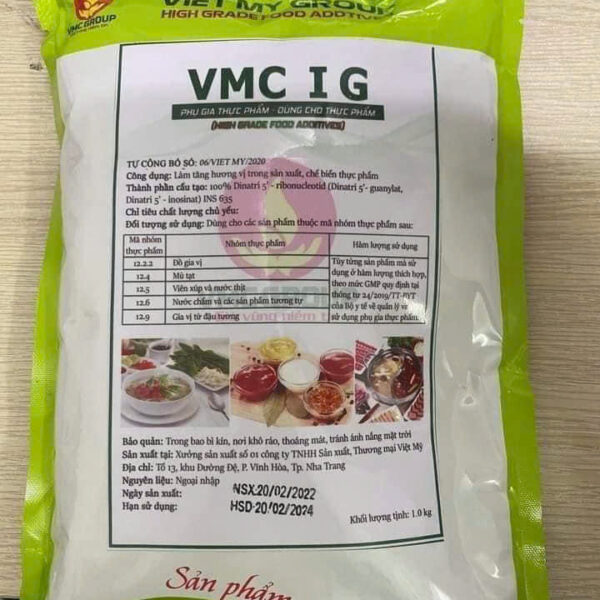 VIET MY GROUP
HIGH GRADE FOOD ADDTIVE
VMC GROUP
VMC I G
PHỤ GIA THỰC PHẨM - DÙNG CHO THỰC PHẨM
(HIGH GRADE FOOD ADDITIVES)
TỰ CÔNG BỐ SỐ: 06/VIET MY/2020
Công dụng: Làm tăng hương vị trong sản xuất, chế biến thực phẩm
Thành phần cấu tạo: 100% Dinatri 5' - ribonucleotid (Dinatri 5'- guanylat,
Dinatri 5' - inosinat) INS 635
Chỉ tiêu chất lượng chủ yếu:
Đối tượng sử dụng: Dùng cho các sản phẩm thuộc mã nhóm thực phẩm sau:
Mã nhóm thực phẩm Nhóm thực phẩm Hàm lượng sử dụng
12.2.2 Đồ gia vị
12.4 Mù tạt
12.5 Viên xúp và nước thịt
12.6 Nước chấm và các sản phẩm tương tự
12.9 Gia vị từ đậu tương
Tùy từng sản phẩm mà sử
dụng ở hàm lượng thích hợp,
theo mức GMP quy định tại
thông tư 24/2019/TT-BYT
của Bộ y tế về quản lý và
sử dụng phụ gia thực phẩm.
vững niềm t
Bảo quản: Trong bao bì kín, nơi khô ráo, thoáng mát, tránh ánh nắng mặt trời
Sản xuất tại: Xưởng sản xuất số 01 công ty TNHH Sản xuất, Thương mại Việt Mỹ
Địa chỉ: Tổ 13, khu Đường Đệ, P. Vĩnh Hòa, Tp. Nha Trang
Nguyên liệu: Ngoại nhập
Ngày sản xuất: NSX:20/02/2022
Hạn sử dụng: HSD:20/02/2024
Khối lượng tịnh: 1.0 kg
Sản phẩm